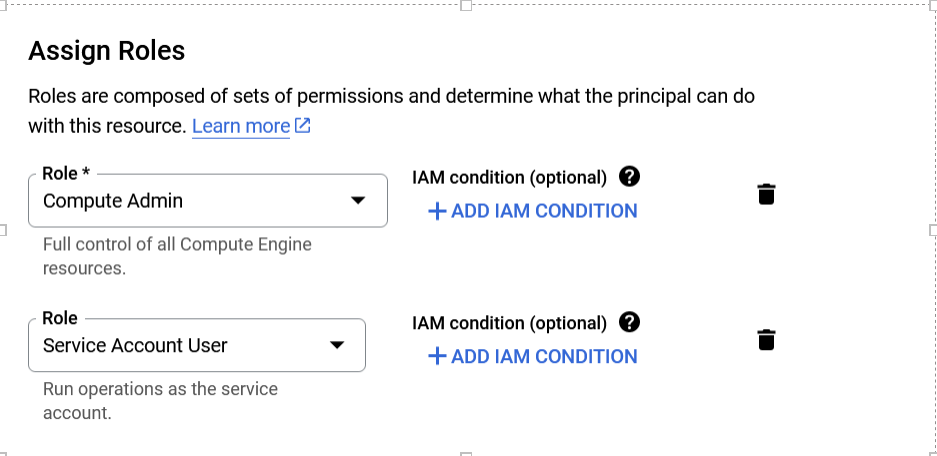 Assign Roles
Roles are composed of sets of permissions and determine what the principal can do
with this resource. Learn more
Role *
Compute Admin
IAM condition (optional)
+ ADD IAM CONDITION
Full control of all Compute Engine
resources.
Role
Service Account User
IAM condition (optional)
+ ADD IAM CONDITION
Run operations as the service
account.